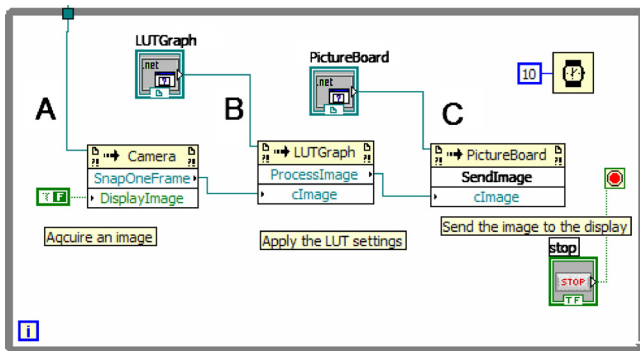 LUTGraph
.net
?
PictureBoard
.net
?
10
A
B
C
?!
Camera
?!
SnapOneFrame
DisplayImage
T F
Aqcuire an image
?!
LUTGraph
?!
ProcessImage
cImage
Apply the LUT settings
?!
PictureBoard
?!
SendImage
cImage
Send the image to the display
stop
STOP
TF
i